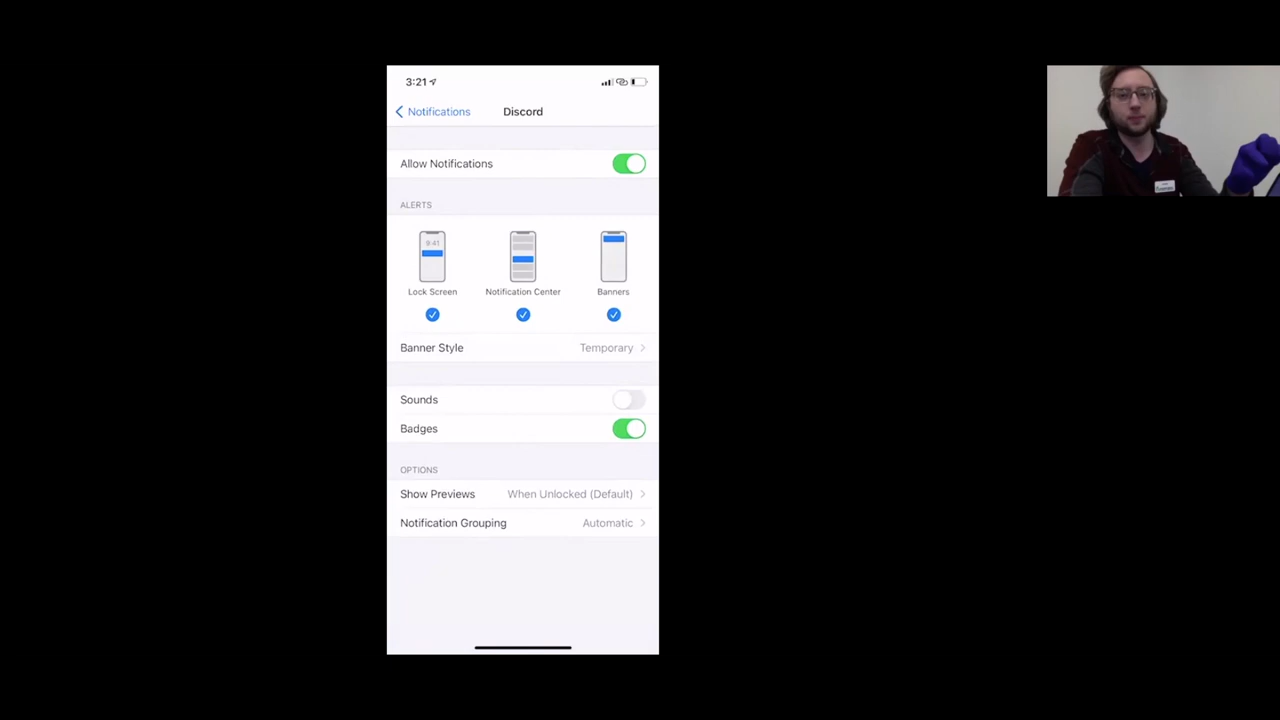 3:21
Notifications
Discord
Allow Notifications
ALERTS
9:41
Lock Screen
Notification Center
Banners
Banner Style
Temporary
Sounds
Badges
OPTIONS
Show Previews
When Unlocked (Default)
Notification Grouping
Automatic